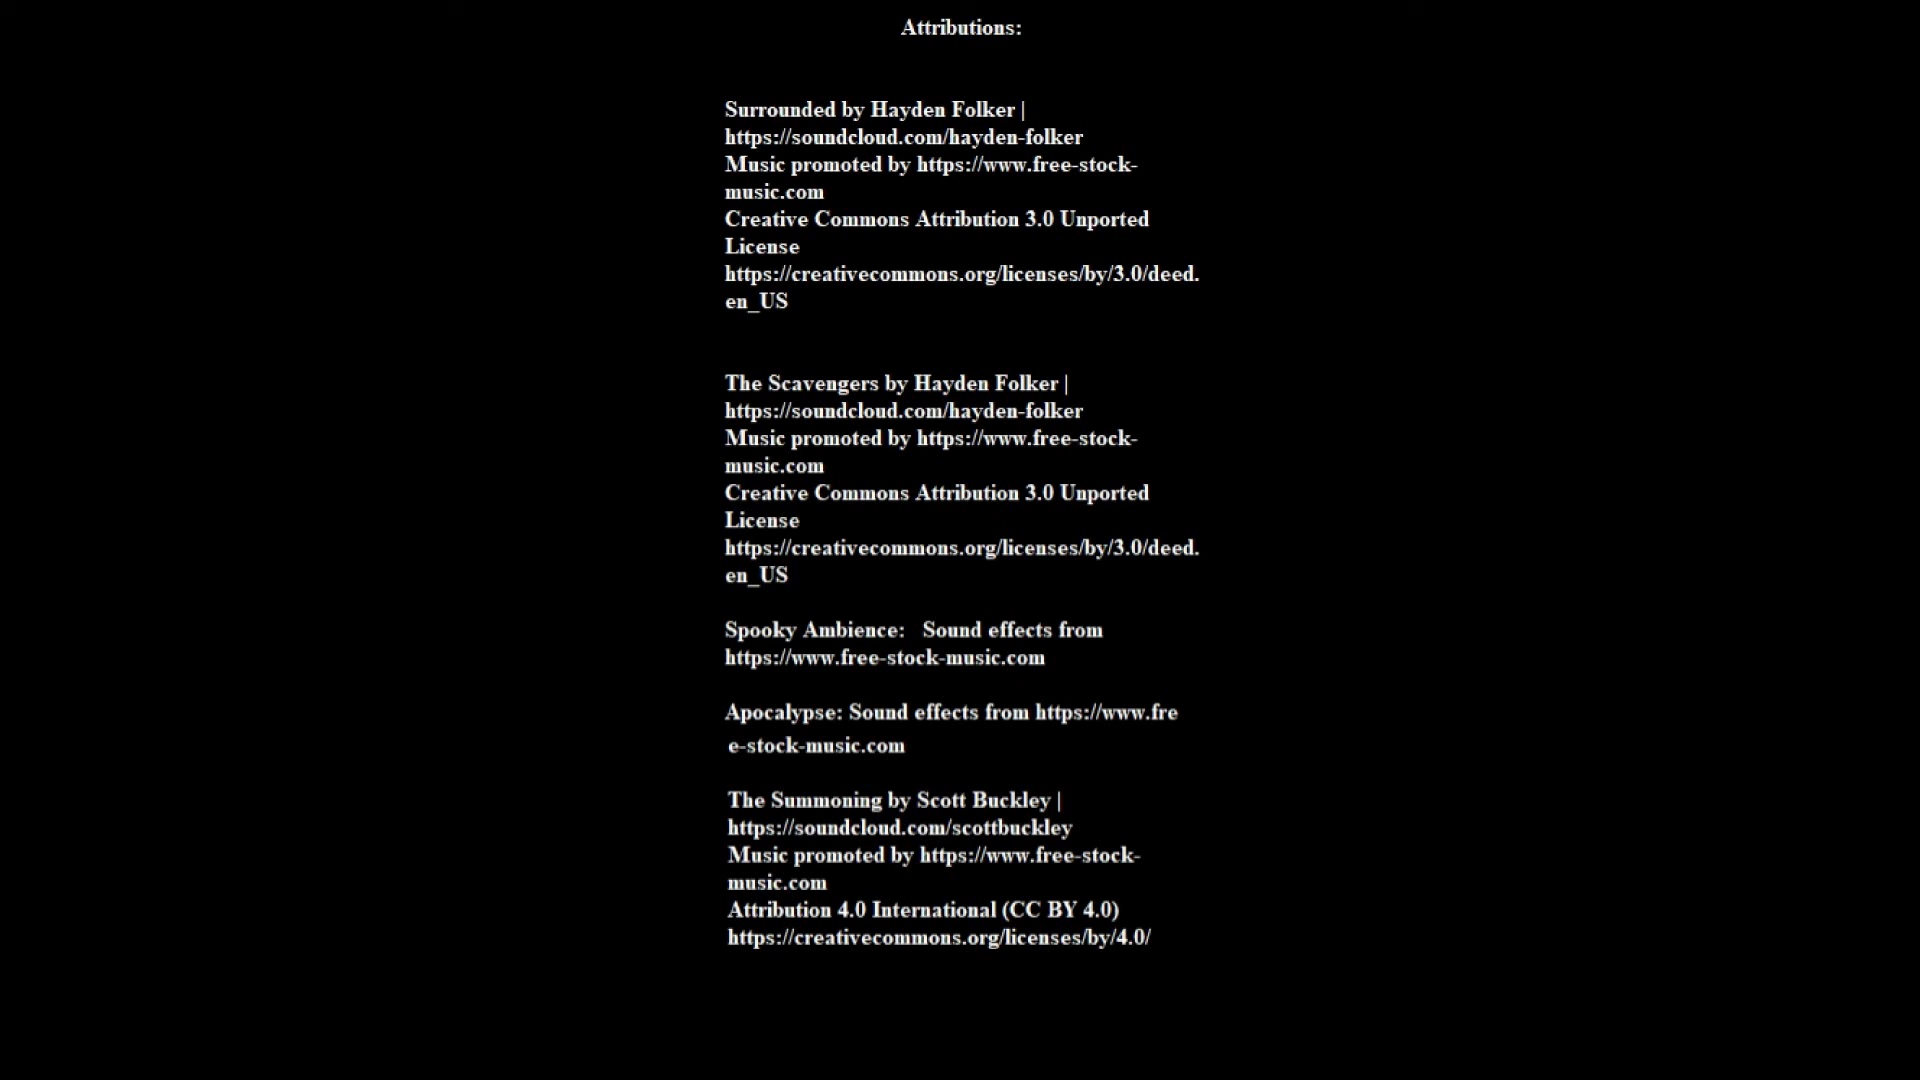 Attributions:
Surrounded by Hayden Folker |
https://soundcloud.com/hayden-folker
Music promoted by https://www.free-stock-
music.com
Creative Commons Attribution 3.0 Unported
License
https://creativecommons.org/licenses/by/3.0/deed.
en_US
The Scavengers by Hayden Folker |
https://soundcloud.com/hayden-folker
Music promoted by https://www.free-stock-
music.com
Creative Commons Attribution 3.0 Unported
License
https://creativecommons.org/licenses/by/3.0/deed.
en_US
Spooky Ambience:   Sound effects from
https://www.free-stock-music.com
Apocalypse: Sound effects from https://www.fre
e-stock-music.com
The Summoning by Scott Buckley |
https://soundcloud.com/scottbuckley
Music promoted by https://www.free-stock-
music.com
Attribution 4.0 International (CC BY 4.0)
https://creativecommons.org/licenses/by/4.0/